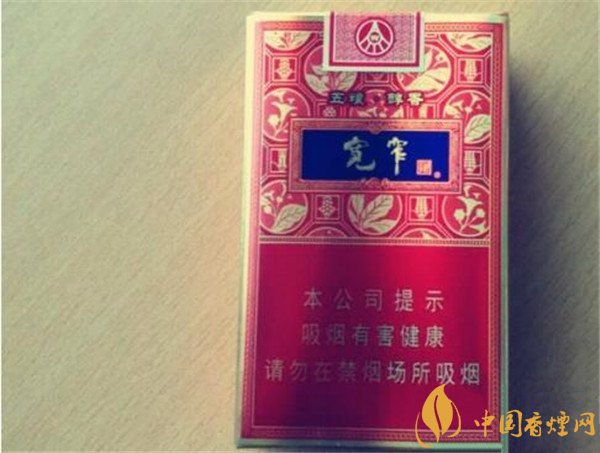 五粮 醇香
宽窄
本公司提示
吸烟有害健康
请勿在禁烟场所吸烟
中国香煙网